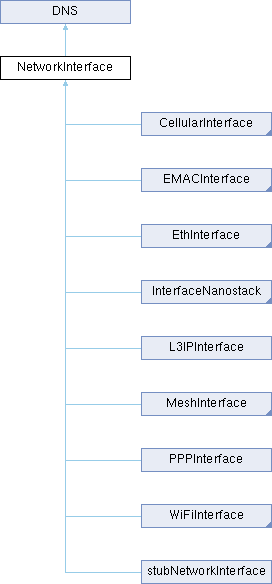 DNS
NetworkInterface
CellularInterface
EMACInterface
EthInterface
InterfaceNanostack
L3IPInterface
MeshInterface
PPPInterface
WiFiInterface
stubNetworkInterface